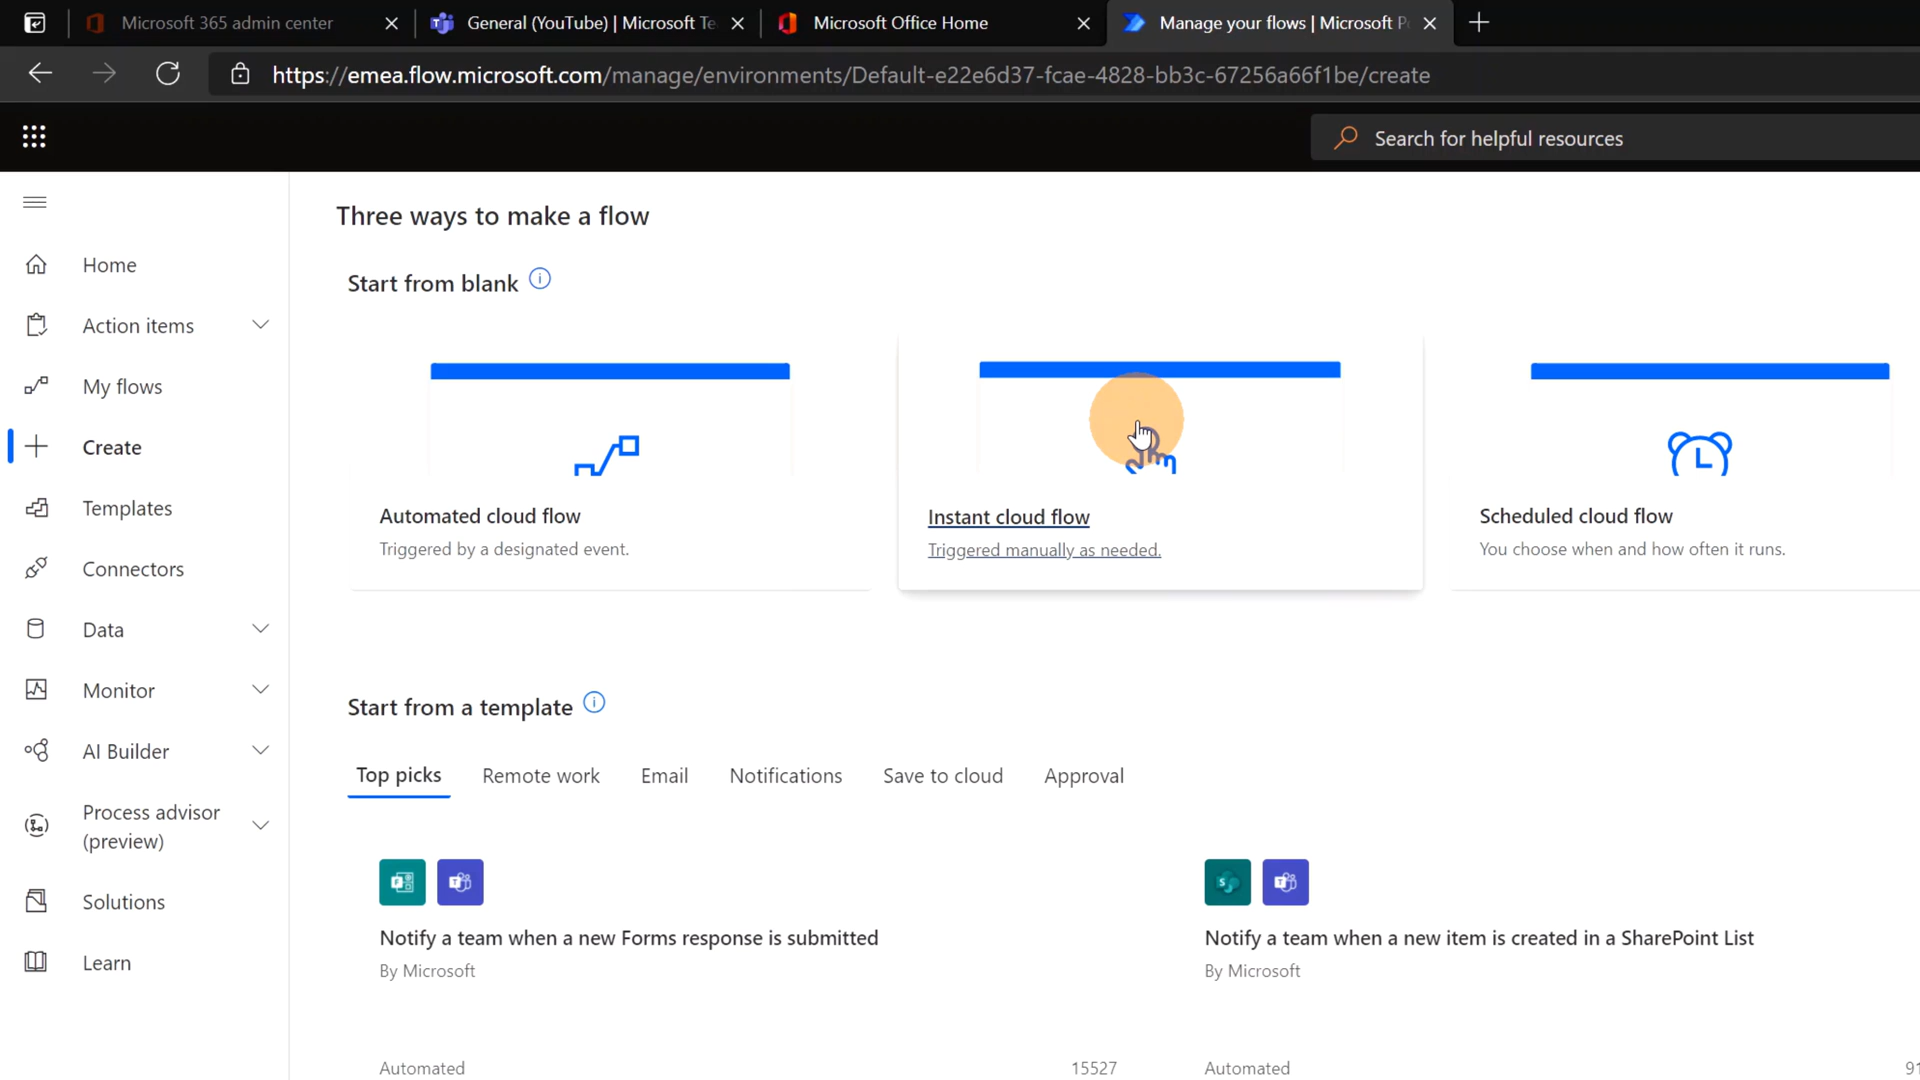 Microsoft 365 admin center
General (YouTube) | Microsoft Te
Microsoft Office Home
Manage your flows | Microsoft P
https://emea.flow.microsoft.com/manage/environments/Default-e22e6d37-fcae-4828-bb3c-67256a66f1be/create
Search for helpful resources
Home
Action items
My flows
Create
Templates
Connectors
Data
Monitor
AI Builder
Process advisor
(preview)
Solutions
Learn
Three ways to make a flow
Start from blank
Automated cloud flow
Triggered by a designated event.
Instant cloud flow
Triggered manually as needed.
Scheduled cloud flow
You choose when and how often it runs.
Start from a template
Top picks Remote work Email Notifications Save to cloud Approval
Notify a team when a new Forms response is submitted
By Microsoft
Automated 15527
Notify a team when a new item is created in a SharePoint List
By Microsoft
Automated 91